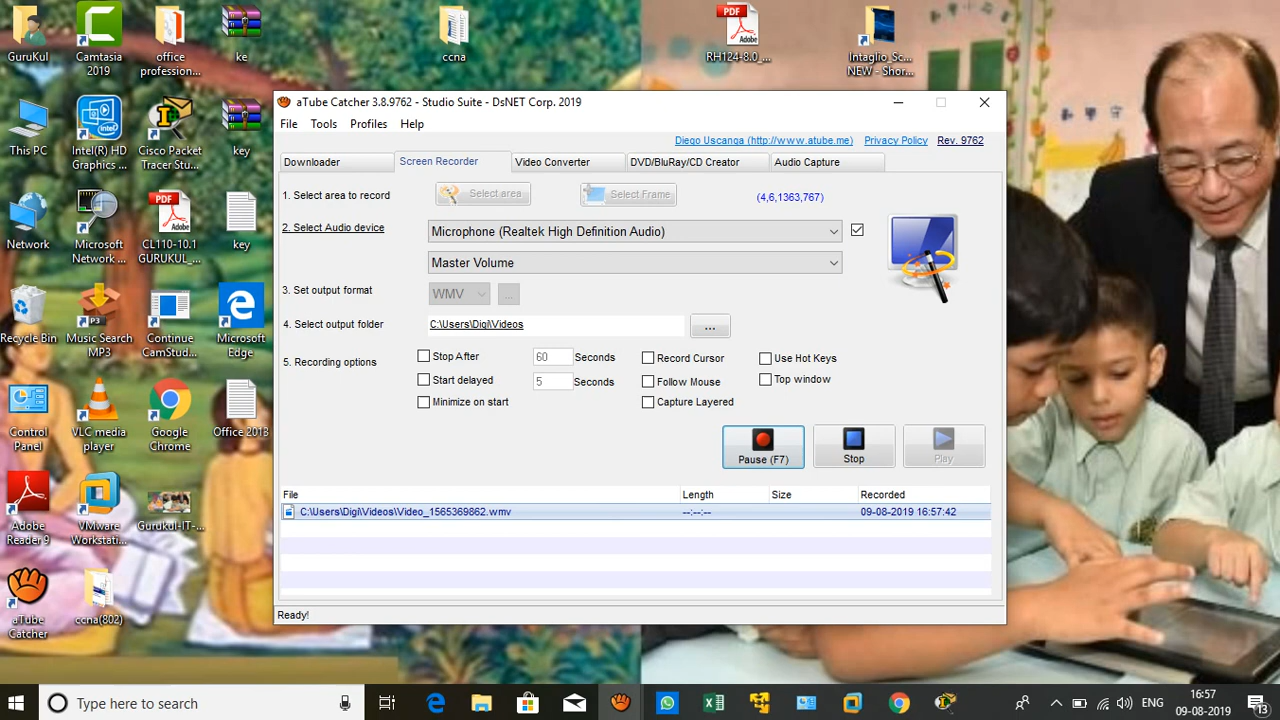 GuruKul
Camtasia
2019
office
profession...
ke
ccna
RH124-8.0_...
Intaglio_Sc...
NEW - Shor...
This PC
Intel(R) HD
Graphics ...
Cisco Packet
Tracer Stu...
key
Network
Microsoft
Network ...
CL110-10.1
GURUKUL_...
key
Recycle Bin
Music Search
MP3
Continue
CamStud...
Microsoft
Edge
Control
Panel
VLC media
player
Google
Chrome
Office 2013
Adobe
Reader 9
VMware
Workstati...
Gurukul-IT-...
aTube
Catcher
ccna(802)
aTube Catcher 3.8.9762 - Studio Suite - DsNET Corp. 2019
File Tools Profiles Help
Diego Uscanga (http://www.atube.me) Privacy Policy Rev. 9762
Downloader Screen Recorder Video Converter DVD/BluRay/CD Creator Audio Capture
1. Select area to record Select area Select Frame (4,6,1363,767)
2. Select Audio device Microphone (Realtek High Definition Audio)
Master Volume
3. Set output format WMV ...
4. Select output folder C:\Users\Digi\Videos ...
5. Recording options Stop After 60 Seconds Record Cursor Use Hot Keys
Start delayed 5 Seconds Follow Mouse Top window
Minimize on start Capture Layered
Pause (F7) Stop Play
File Length Size Recorded
C:\Users\Digi\Videos\Video_1565369862.wmv --:--:-- 09-08-2019 16:57:42
Ready!
Type here to search
ENG
16:57
09-08-2019
13